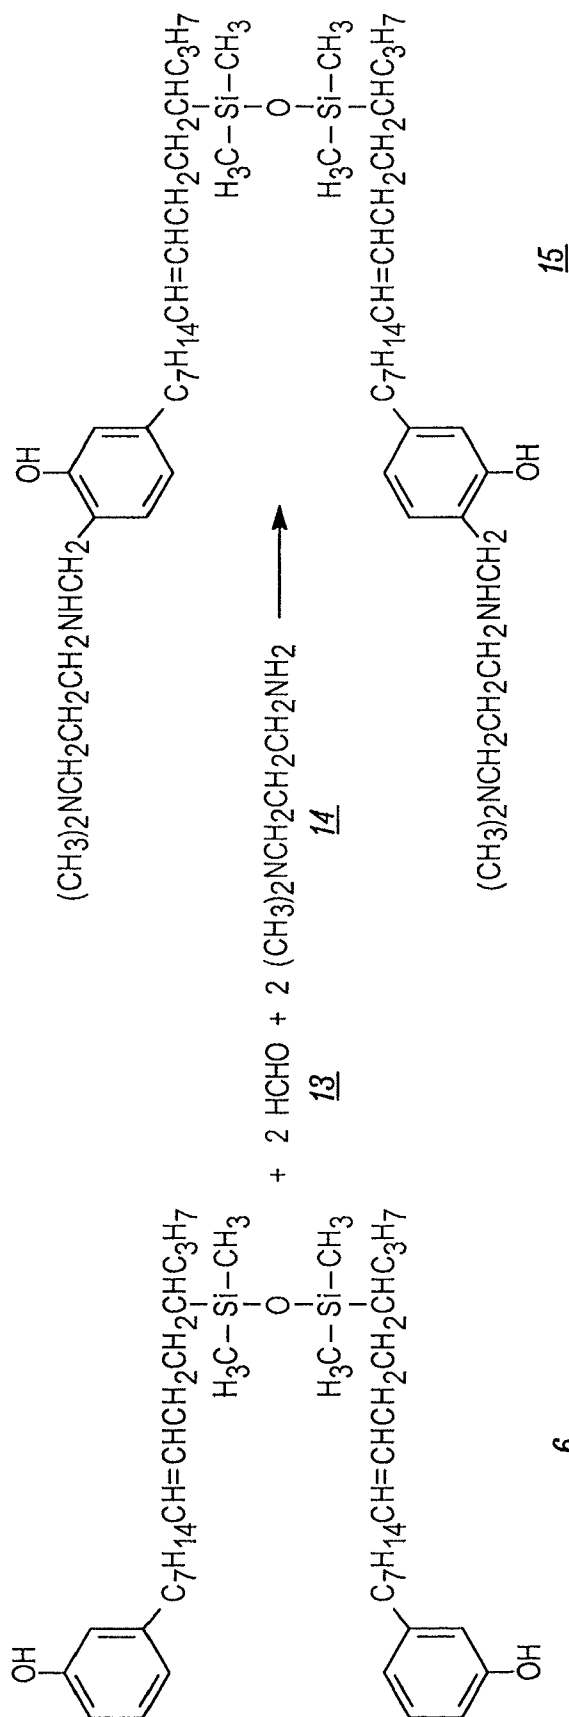 OH
C7H14CH=CHCH2CH2CHC3H7
H3C-Si-CH3
O
H3C-Si-CH3
C7H14CH=CHCH2CH2CHC3H7
OH
6
+ 2 HCHO + 2 (CH3)2NCH2CH2CH2NH2
13
14
(CH3)2NCH2CH2CH2NHCH2
OH
C7H14CH=CHCH2CH2CHC3H7
H3C-Si-CH3
O
H3C-Si-CH3
C7H14CH=CHCH2CH2CHC3H7
OH
(CH3)2NCH2CH2CH2NHCH2
15